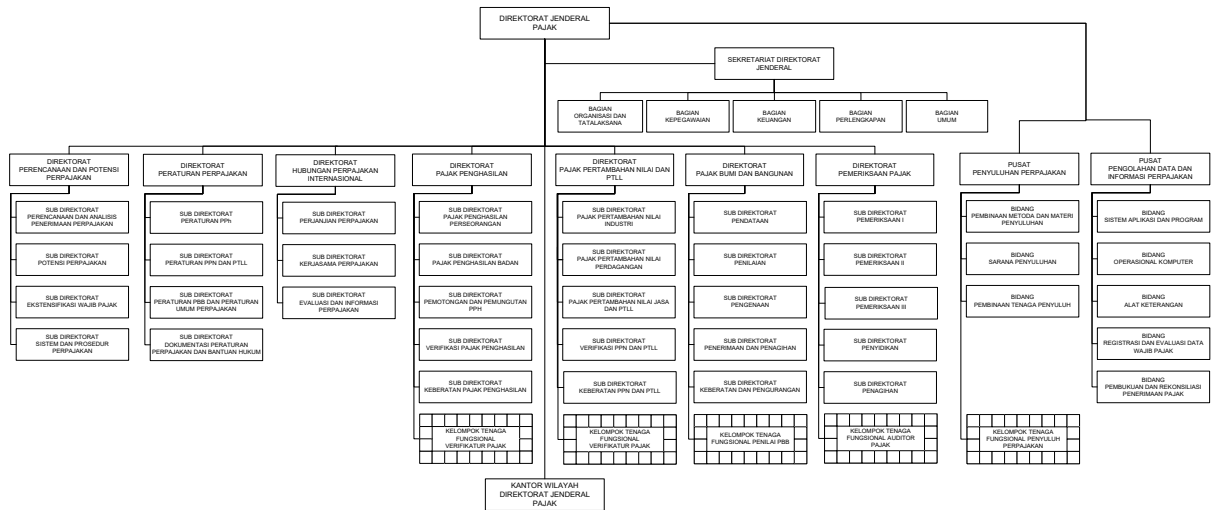 DIREKTORAT JENDERAL
PAJAK
SEKRETARIAT DIREKTORAT
JENDERAL
BAGIAN
ORGANISASI DAN
TATALAKSANA
BAGIAN
KEPEGAWAIAN
BAGIAN
KEUANGAN
BAGIAN
PERLENGKAPAN
BAGIAN
UMUM
DIREKTORAT
PERENCANAAN DAN POTENSI
PERPAJAKAN
SUB DIREKTORAT
PERENCANAAN DAN ANALISIS
PENERIMAAN PERPAJAKAN
SUB DIREKTORAT
POTENSI PERPAJAKAN
SUB DIREKTORAT
EKSTENSIFIKASI WAJIB PAJAK
SUB DIREKTORAT
SISTEM DAN PROSEDUR
PERPAJAKAN
DIREKTORAT
PERATURAN PERPAJAKAN
SUB DIREKTORAT
PERATURAN PPh
SUB DIREKTORAT
PERATURAN PPN DAN PTLL
SUB DIREKTORAT
PERATURAN PBB DAN PERATURAN
UMUM PERPAJAKAN
SUB DIREKTORAT
DOKUMENTASI PERATURAN
PERPAJAKAN DAN BANTUAN HUKUM
DIREKTORAT
HUBUNGAN PERPAJAKAN
INTERNASIONAL
SUB DIREKTORAT
PERJANJIAN PERPAJAKAN
SUB DIREKTORAT
KERJASAMA PERPAJAKAN
SUB DIREKTORAT
EVALUASI DAN INFORMASI
PERPAJAKAN
DIREKTORAT
PAJAK PENGHASILAN
SUB DIREKTORAT
PAJAK PENGHASILAN
PERSEORANGAN
SUB DIREKTORAT
PAJAK PENGHASILAN BADAN
SUB DIREKTORAT
PEMOTONGAN DAN PEMUNGUTAN
PPH
SUB DIREKTORAT
VERIFIKASI PAJAK PENGHASILAN
SUB DIREKTORAT
KEBERATAN PAJAK PENGHASILAN
KELOMPOK TENAGA
FUNGSIONAL
VERIFIKATUR PAJAK
DIREKTORAT
PAJAK PERTAMBAHAN NILAI DAN
PTLL
SUB DIREKTORAT
PAJAK PERTAMBAHAN NILAI
INDUSTRI
SUB DIREKTORAT
PAJAK PERTAMBAHAN NILAI
PERDAGANGAN
SUB DIREKTORAT
PAJAK PERTAMBAHAN NILAI JASA
DAN PTLL
SUB DIREKTORAT
VERIFIKASI PPN DAN PTLL
SUB DIREKTORAT
KEBERATAN PPN DAN PTLL
KELOMPOK TENAGA
FUNGSIONAL
VERIFIKATUR PAJAK
DIREKTORAT
PAJAK BUMI DAN BANGUNAN
SUB DIREKTORAT
PENDATAAN
SUB DIREKTORAT
PENILAIAN
SUB DIREKTORAT
PENGENAAN
SUB DIREKTORAT
PENERIMAAN DAN PENAGIHAN
SUB DIREKTORAT
KEBERATAN DAN PENGURANGAN
KELOMPOK TENAGA
FUNGSIONAL PENILAI PBB
DIREKTORAT
PEMERIKSAAN PAJAK
SUB DIREKTORAT
PEMERIKSAAN I
SUB DIREKTORAT
PEMERIKSAAN II
SUB DIREKTORAT
PEMERIKSAAN III
SUB DIREKTORAT
PENYIDIKAN
SUB DIREKTORAT
PENAGIHAN
KELOMPOK TENAGA
FUNGSIONAL AUDITOR
PAJAK
PUSAT
PENYULUHAN PERPAJAKAN
BIDANG
PEMBINAAN METODA DAN MATERI
PENYULUHAN
BIDANG
SARANA PENYULUHAN
BIDANG
PEMBINAAN TENAGA PENYULUH
KELOMPOK TENAGA
FUNGSIONAL PENYULUH
PERPAJAKAN
PUSAT
PENGOLAHAN DATA DAN
INFORMASI PERPAJAKAN
BIDANG
SISTEM APLIKASI DAN PROGRAM
BIDANG
OPERASIONAL KOMPUTER
BIDANG
ALAT KETERANGAN
BIDANG
REGISTRASI DAN EVALUASI DATA
WAJIB PAJAK
BIDANG
PEMBUKUAN DAN REKONSILIASI
PENERIMAAN PAJAK
KANTOR WILAYAH
DIREKTORAT JENDERAL
PAJAK